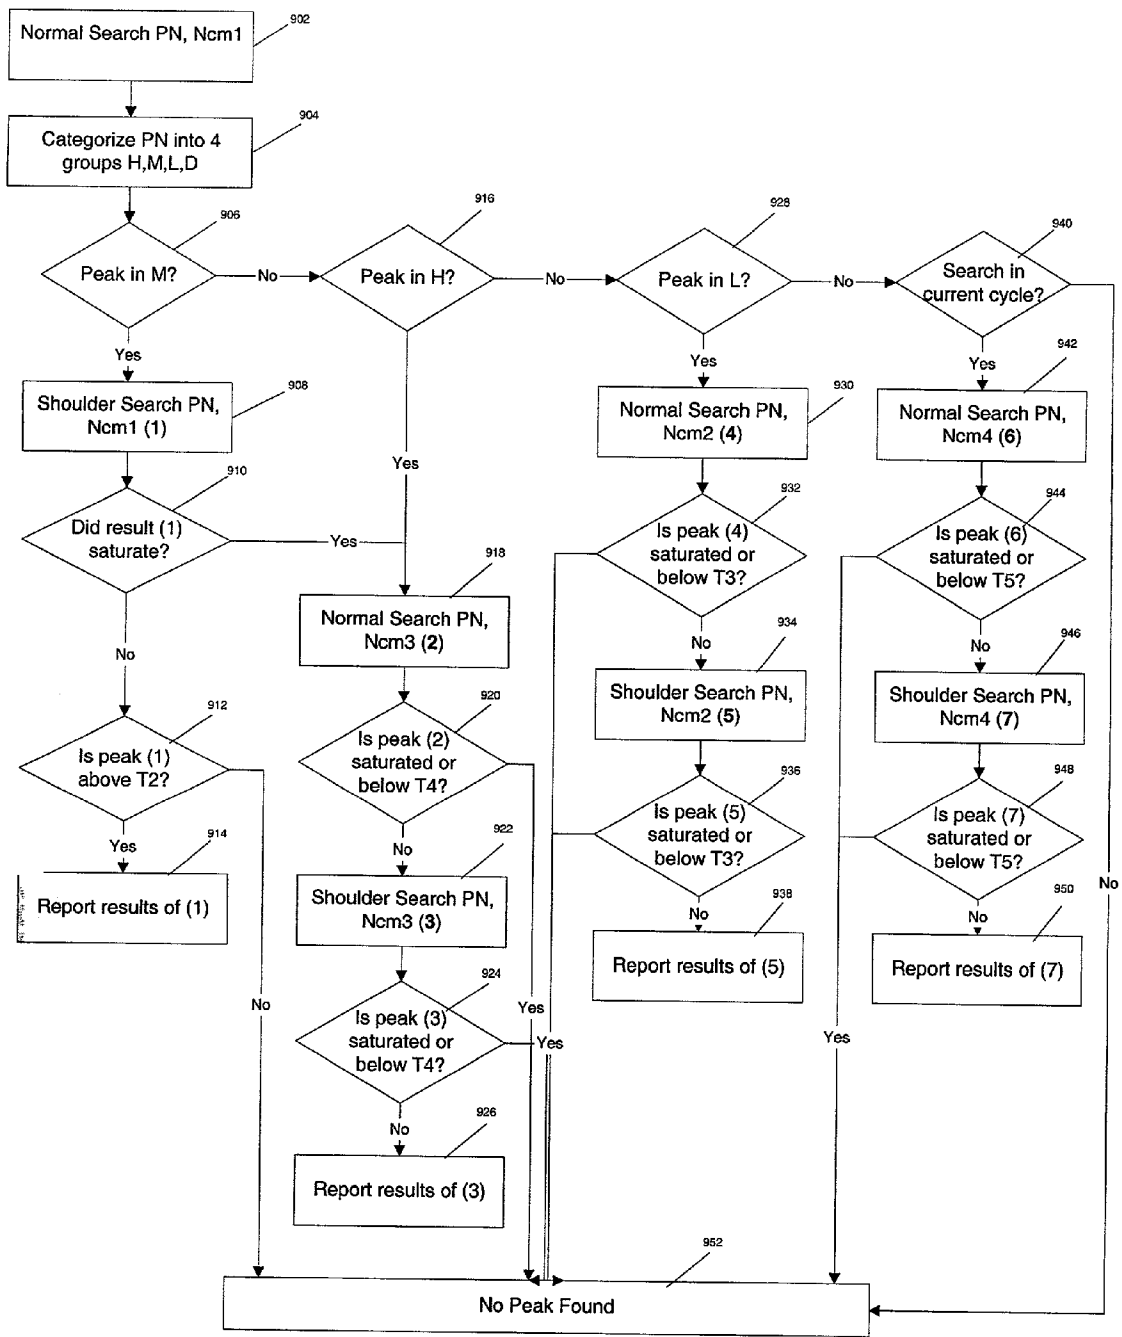 Normal Search PN, Ncm1
902
Categorize PN into 4
groups H,M,L,D
904
Peak in M?
906
No
Peak in H?
916
No
Peak in L?
928
No
Search in
current cycle?
940
Yes
Shoulder Search PN,
Ncm1 (1)
908
Did result (1)
saturate?
910
Yes
No
Is peak (1)
above T2?
912
Yes
Report results of (1)
914
No
Yes
Normal Search PN,
Ncm3 (2)
918
Is peak (2)
saturated or
below T4?
920
No
Shoulder Search PN,
Ncm3 (3)
922
Is peak (3)
saturated or
below T4?
924
Yes
Yes
No
Report results of (3)
926
Yes
Normal Search PN,
Ncm2 (4)
930
Is peak (4)
saturated or
below T3?
932
No
Shoulder Search PN,
Ncm2 (5)
934
Is peak (5)
saturated or
below T3?
936
No
Report results of (5)
938
Yes
Normal Search PN,
Ncm4 (6)
942
Is peak (6)
saturated or
below T5?
944
No
Shoulder Search PN,
Ncm4 (7)
946
Is peak (7)
saturated or
below T5?
948
No
Report results of (7)
950
Yes
No
No Peak Found
952